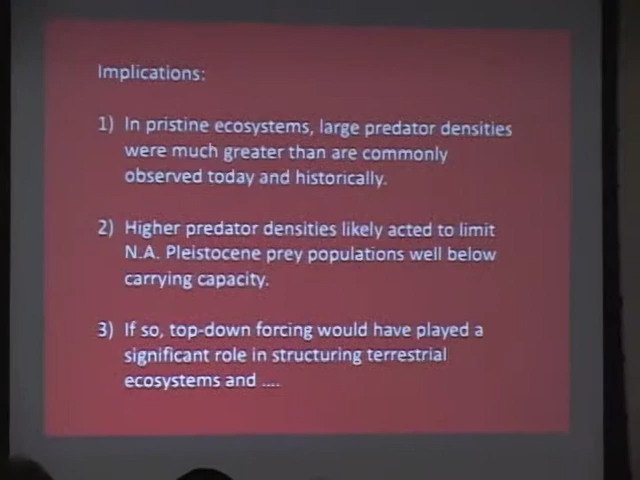 Implications:
1) In pristine ecosystems, large predator densities
were much greater than are commonly
observed today and historically.
2) Higher predator densities likely acted to limit
N.A. Pleistocene prey populations well below
carrying capacity.
3) If so, top-down forcing would have played a
significant role in structuring terrestrial
ecosystems and ....